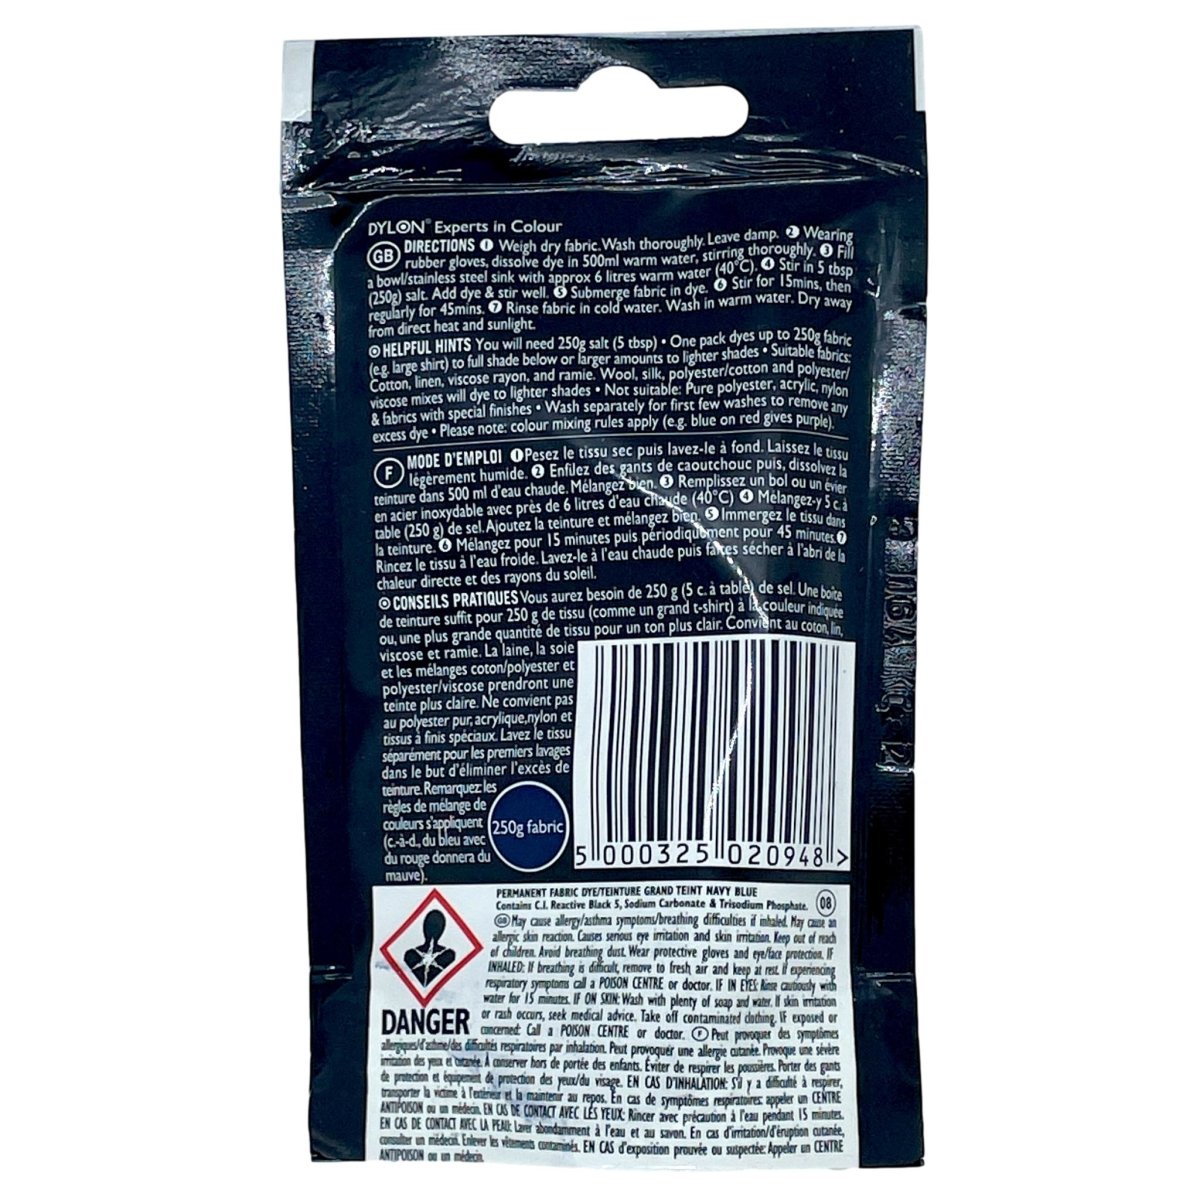 DYLON® Experts in Colour
GB DIRECTIONS ❶ Weigh dry fabric. Wash thoroughly. Leave damp. ❷ Wearing
rubber gloves, dissolve dye in 500ml warm water, stirring thoroughly. ❸ Fill
a bowl/stainless steel sink with approx 6 litres warm water (40°C). ❹ Stir in 5 tbsp
(250g) salt. Add dye & stir well. ❺ Submerge fabric in dye. ❻ Stir for 15mins, then
regularly for 45mins. ❼ Rinse fabric in cold water. Wash in warm water. Dry away
from direct heat and sunlight.
HELPFUL HINTS You will need 250g salt (5 tbsp) • One pack dyes up to 250g fabric
(e.g. large shirt) to full shade below or larger amounts to lighter shades • Suitable fabrics:
Cotton, linen, viscose rayon, and ramie. Wool, silk, polyester/cotton and polyester/
viscose mixes will dye to lighter shades • Not suitable: Pure polyester, acrylic, nylon
& fabrics with special finishes • Wash separately for first few washes to remove any
excess dye • Please note: colour mixing rules apply (e.g. blue on red gives purple).
F MODE D'EMPLOI ❶Pesez le tissu sec puis lavez-le à fond. Laissez le tissu
légèrement humide. ❷ Enfilez des gants de caoutchouc puis, dissolvez la
teinture dans 500 ml d'eau chaude. Mélangez bien. ❸ Remplissez un bol ou un évier
en acier inoxydable avec près de 6 litres d'eau chaude (40°C) ❹ Mélangez-y 5 c. à
table (250 g) de sel. Ajoutez la teinture et mélangez bien. ❺ Immergez le tissu dans
la teinture. ❻ Mélangez pour 15 minutes puis périodiquement pour 45 minutes. ❼
Rincez le tissu à l'eau froide. Lavez-le à l'eau chaude puis faites sécher à l'abri de la
chaleur directe et des rayons du soleil.
CONSEILS PRATIQUES Vous aurez besoin de 250 g (5 c. à table) de sel. Une boîte
de teinture suffit pour 250 g de tissu (comme un grand t-shirt) à la couleur indiquée
ou, une plus grande quantité de tissu pour un ton plus clair. Convient au coton, lin,
viscose et ramie. La laine, la soie
et les mélanges coton/polyester et
polyester/viscose prendront une
teinte plus claire. Ne convient pas
au polyester pur, acrylique, nylon et
tissus à finis spéciaux. Lavez le tissu
séparément pour les premiers lavages
dans le but d'éliminer l'excès de
teinture. Remarquez: les
règles de mélange de
couleurs s'appliquent
(c.-à-d., du bleu avec
du rouge donnera du
mauve).
250g fabric
5 000325 020948 >
PERMANENT FABRIC DYE/TEINTURE GRAND TEINT NAVY BLUE
Contains C.I. Reactive Black 5, Sodium Carbonate & Trisodium Phosphate. 08
GB May cause allergy/asthma symptoms/breathing difficulties if inhaled. May cause an
allergic skin reaction. Causes serious eye irritation and skin irritation. Keep out of reach
of children. Avoid breathing dust. Wear protective gloves and eye/face protection. IF
INHALED: If breathing is difficult, remove to fresh air and keep at rest. If experiencing
respiratory symptoms call a POISON CENTRE or doctor. IF IN EYES: Rinse cautiously with
water for 15 minutes. IF ON SKIN: Wash with plenty of soap and water. If skin irritation
or rash occurs, seek medical advice. Take off contaminated clothing. IF exposed or
DANGER concerned: Call a POISON CENTRE or doctor. F Peut provoquer des symptômes
allergiques/d'asthme/des difficultés respiratoires par inhalation. Peut provoquer une allergie cutanée. Provoque une sévère
irritation des yeux et cutanée. A conserver hors de portée des enfants. Éviter de respirer les poussières. Porter des gants
de protection et équipement de protection des yeux/du visage. EN CAS D'INHALATION: S'il y a difficulté à respirer,
transporter la victime à l'extérieur et la maintenir au repos. En cas de symptômes respiratoires: appeler un CENTRE
ANTIPOISON ou un médecin. EN CAS DE CONTACT AVEC LES YEUX: Rincer avec précaution à l'eau pendant 15 minutes.
EN CAS DE CONTACT AVEC LA PEAU: Laver abondamment à l'eau et au savon. En cas d'irritation/d'éruption cutanée,
consulter un médecin. Enlever les vêtements contaminés. EN CAS d'exposition prouvée ou suspectée: Appeler un CENTRE
ANTIPOISON ou un médecin.